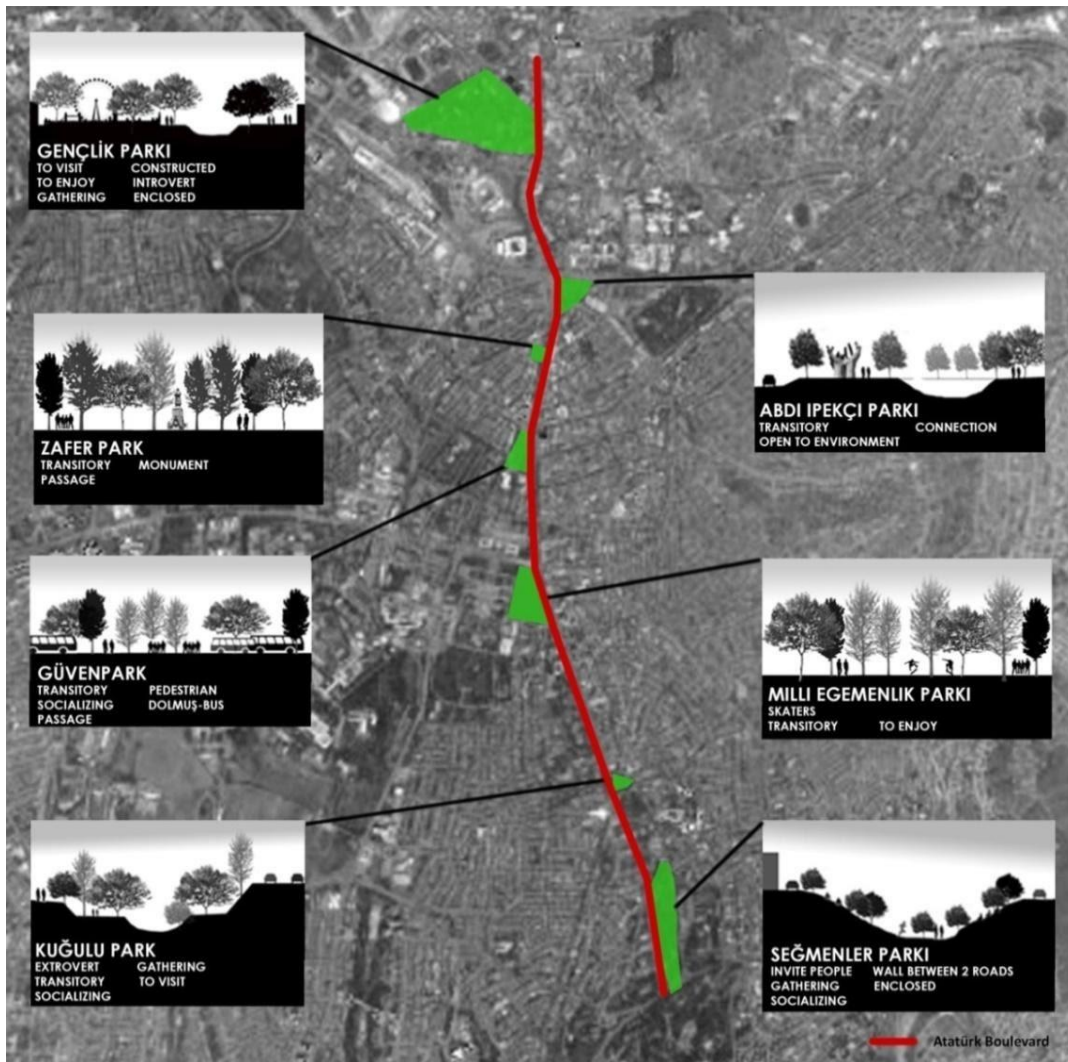 GENÇLİK PARKI
TO VISIT CONSTRUCTED
TO ENJOY INTROVERT
GATHERING ENCLOSED
ABDI IPEKÇI PARKI
TRANSITORY CONNECTION
OPEN TO ENVIRONMENT
ZAFER PARK
TRANSITORY MONUMENT
PASSAGE
GÜVENPARK
TRANSITORY PEDESTRIAN
SOCIALIZING DOLMUŞ-BUS
PASSAGE
MILLI EGEMENLIK PARKI
SKATERS
TRANSITORY TO ENJOY
KUĞULU PARK
EXTROVERT GATHERING
TRANSITORY TO VISIT
SOCIALIZING
SEĞMENLER PARKI
INVITE PEOPLE WALL BETWEEN 2 ROADS
GATHERING ENCLOSED
SOCIALIZING
Atatürk Boulevard